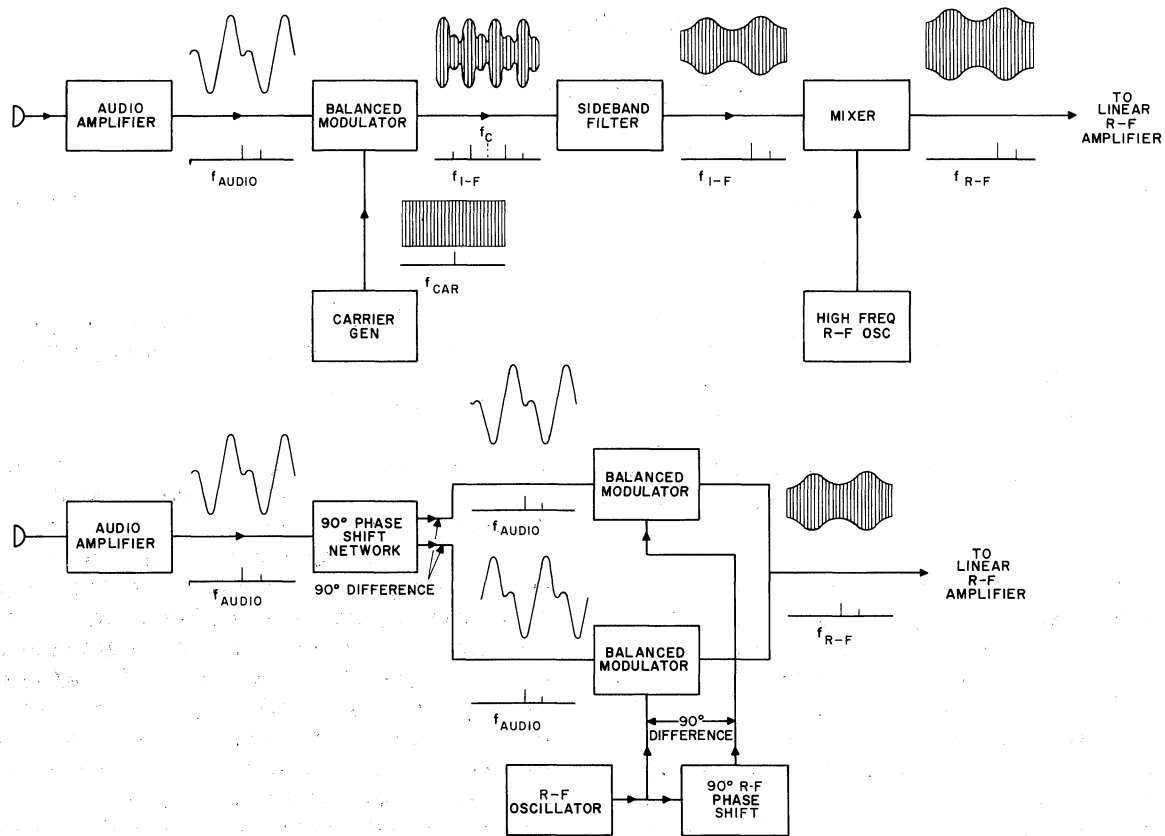 AUDIO
AMPLIFIER
BALANCED
MODULATOR
SIDEBAND
FILTER
MIXER
TO
LINEAR
R-F
AMPLIFIER
f AUDIO
f C
f I-F
f I-F
f R-F
f CAR
CARRIER
GEN
HIGH FREQ
R-F OSC
AUDIO
AMPLIFIER
90° PHASE
SHIFT
NETWORK
90° DIFFERENCE
f AUDIO
f AUDIO
BALANCED
MODULATOR
BALANCED
MODULATOR
f AUDIO
TO
LINEAR
R-F
AMPLIFIER
f R-F
90°
DIFFERENCE
R-F
OSCILLATOR
90° R-F
PHASE
SHIFT